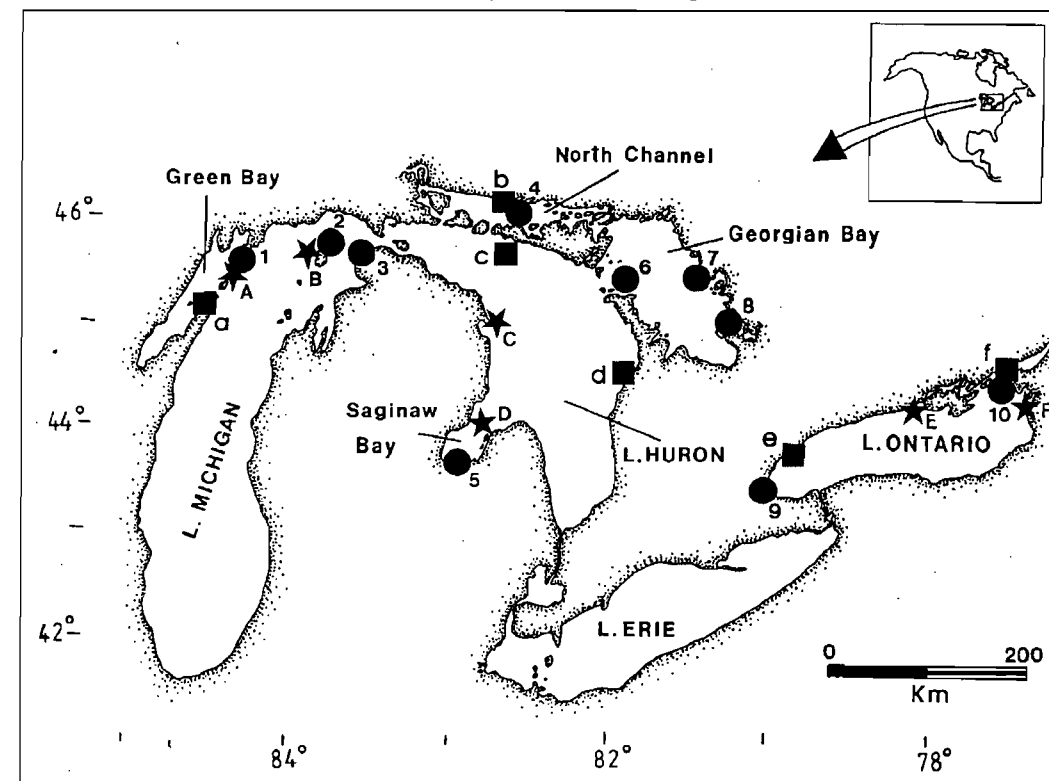 North Channel
Green Bay
b
4
46°
2
Georgian Bay
1
3
c
6
7
B
A
a
8
C
d
f
Saginaw
Bay
D
44°
10
E
F
L. HURON
L. ONTARIO
e
5
9
L. MICHIGAN
42°
L. ERIE
0
200
Km
84°
82°
78°